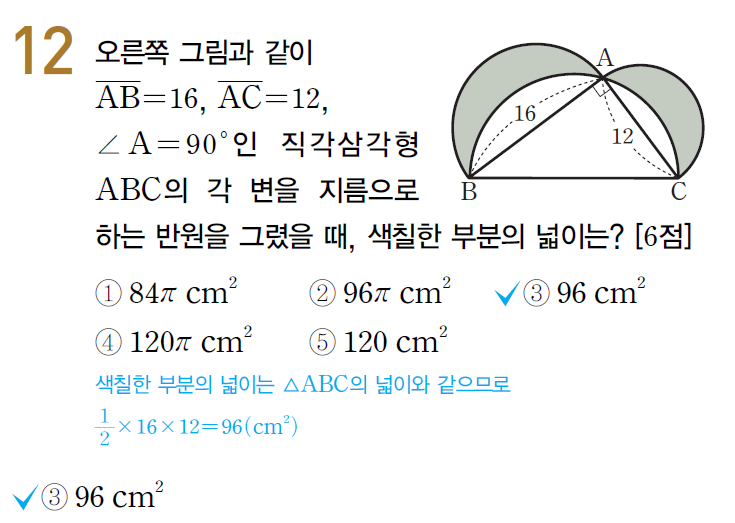 12 오른쪽 그림과 같이
$\overline{AB}$=16, $\overline{AC}$=12,
∠A=90°인 직각삼각형
ABC의 각 변을 지름으로
하는 반원을 그렸을 때, 색칠한 부분의 넓이는? [6점]
A
16
12
B C
① 84π cm² ② 96π cm² ✓③ 96 cm²
④ 120π cm² ⑤ 120 cm²
색칠한 부분의 넓이는 △ABC의 넓이와 같으므로
$\frac{1}{2}$×16×12=96(cm²)
✓③ 96 cm²